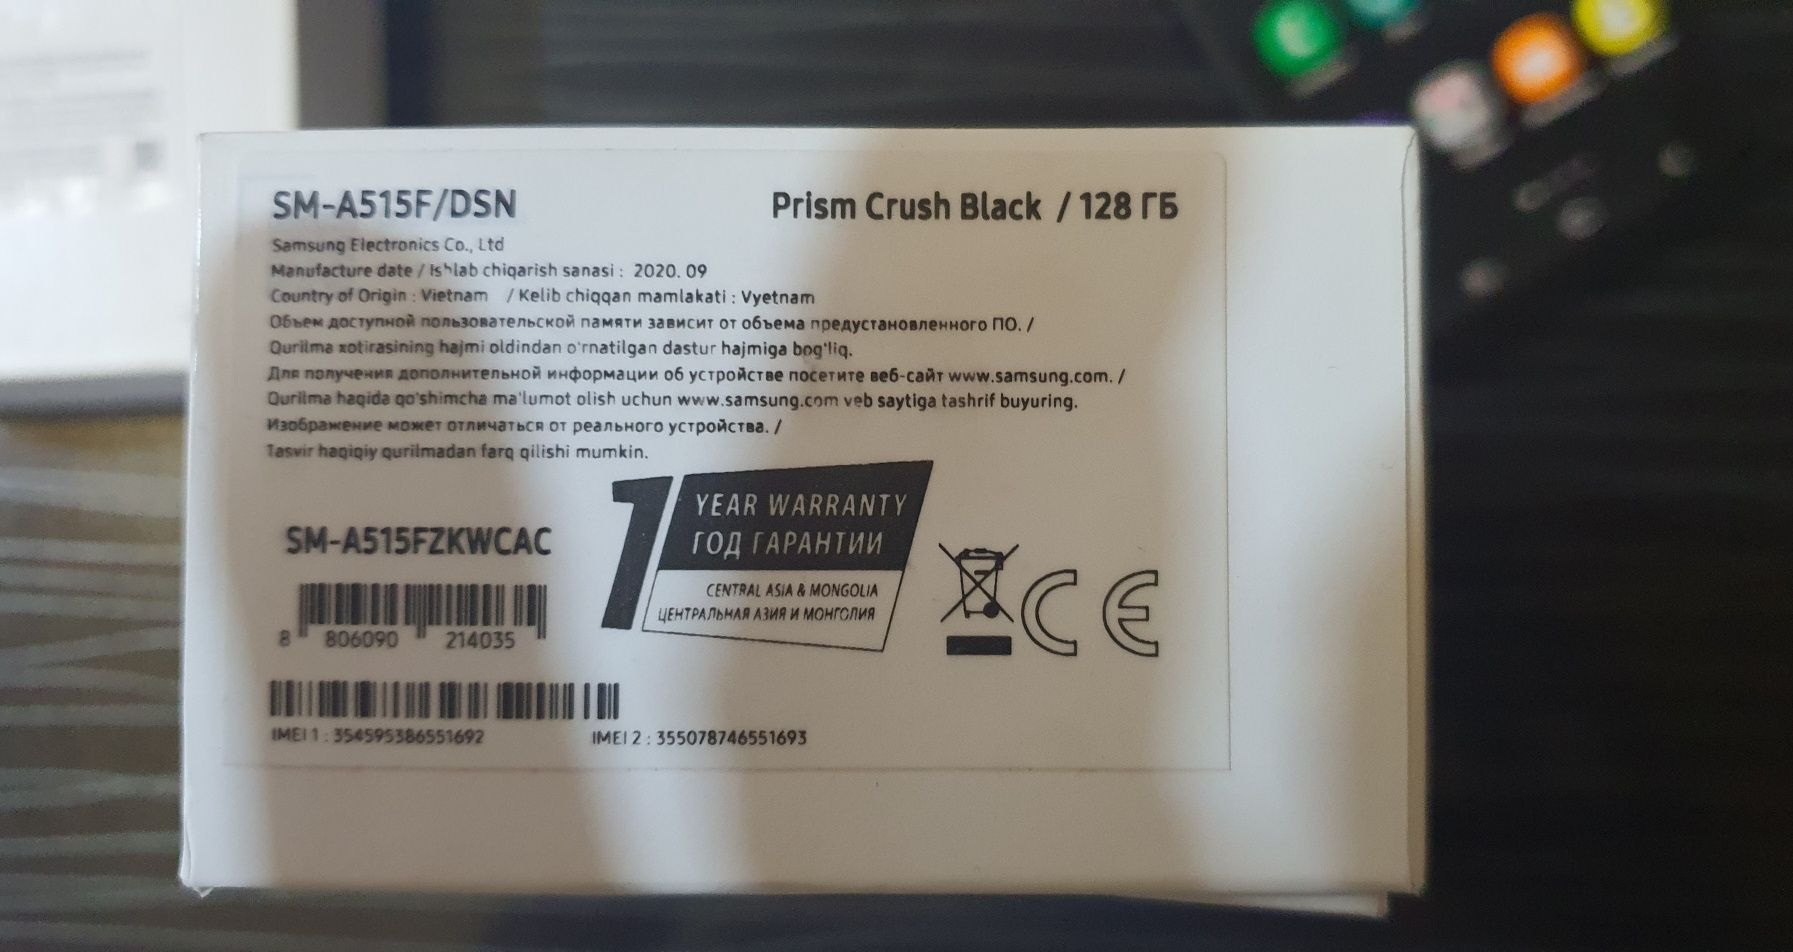 SM-A515F/DSN
Prism Crush Black / 128 ГБ
Samsung Electronics Co., Ltd
Manufacture date / Ishlab chiqarish sanasi : 2020. 09
Country of Origin : Vietnam / Kelib chiqqan mamlakati : Vyetnam
Объем доступной пользовательской памяти зависит от объема предустановленного ПО. /
Qurilma xotirasining hajmi oldindan o'rnatilgan dastur hajmiga bog'liq.
Для получения дополнительной информации об устройстве посетите веб-сайт www.samsung.com. /
Qurilma haqida qo'shimcha ma'lumot olish uchun www.samsung.com veb saytiga tashrif buyuring.
Изображение может отличаться от реального устройства. /
Tasvir haqiqiy qurilmadan farq qilishi mumkin.
1 YEAR WARRANTY
ГОД ГАРАНТИИ
CENTRAL ASIA & MONGOLIA
ЦЕНТРАЛЬНАЯ АЗИЯ И МОНГОЛИЯ
SM-A515FZKWCAC
CE
8 806090 214035
IMEI 1 : 354595386551692 IMEI 2 : 355078746551693